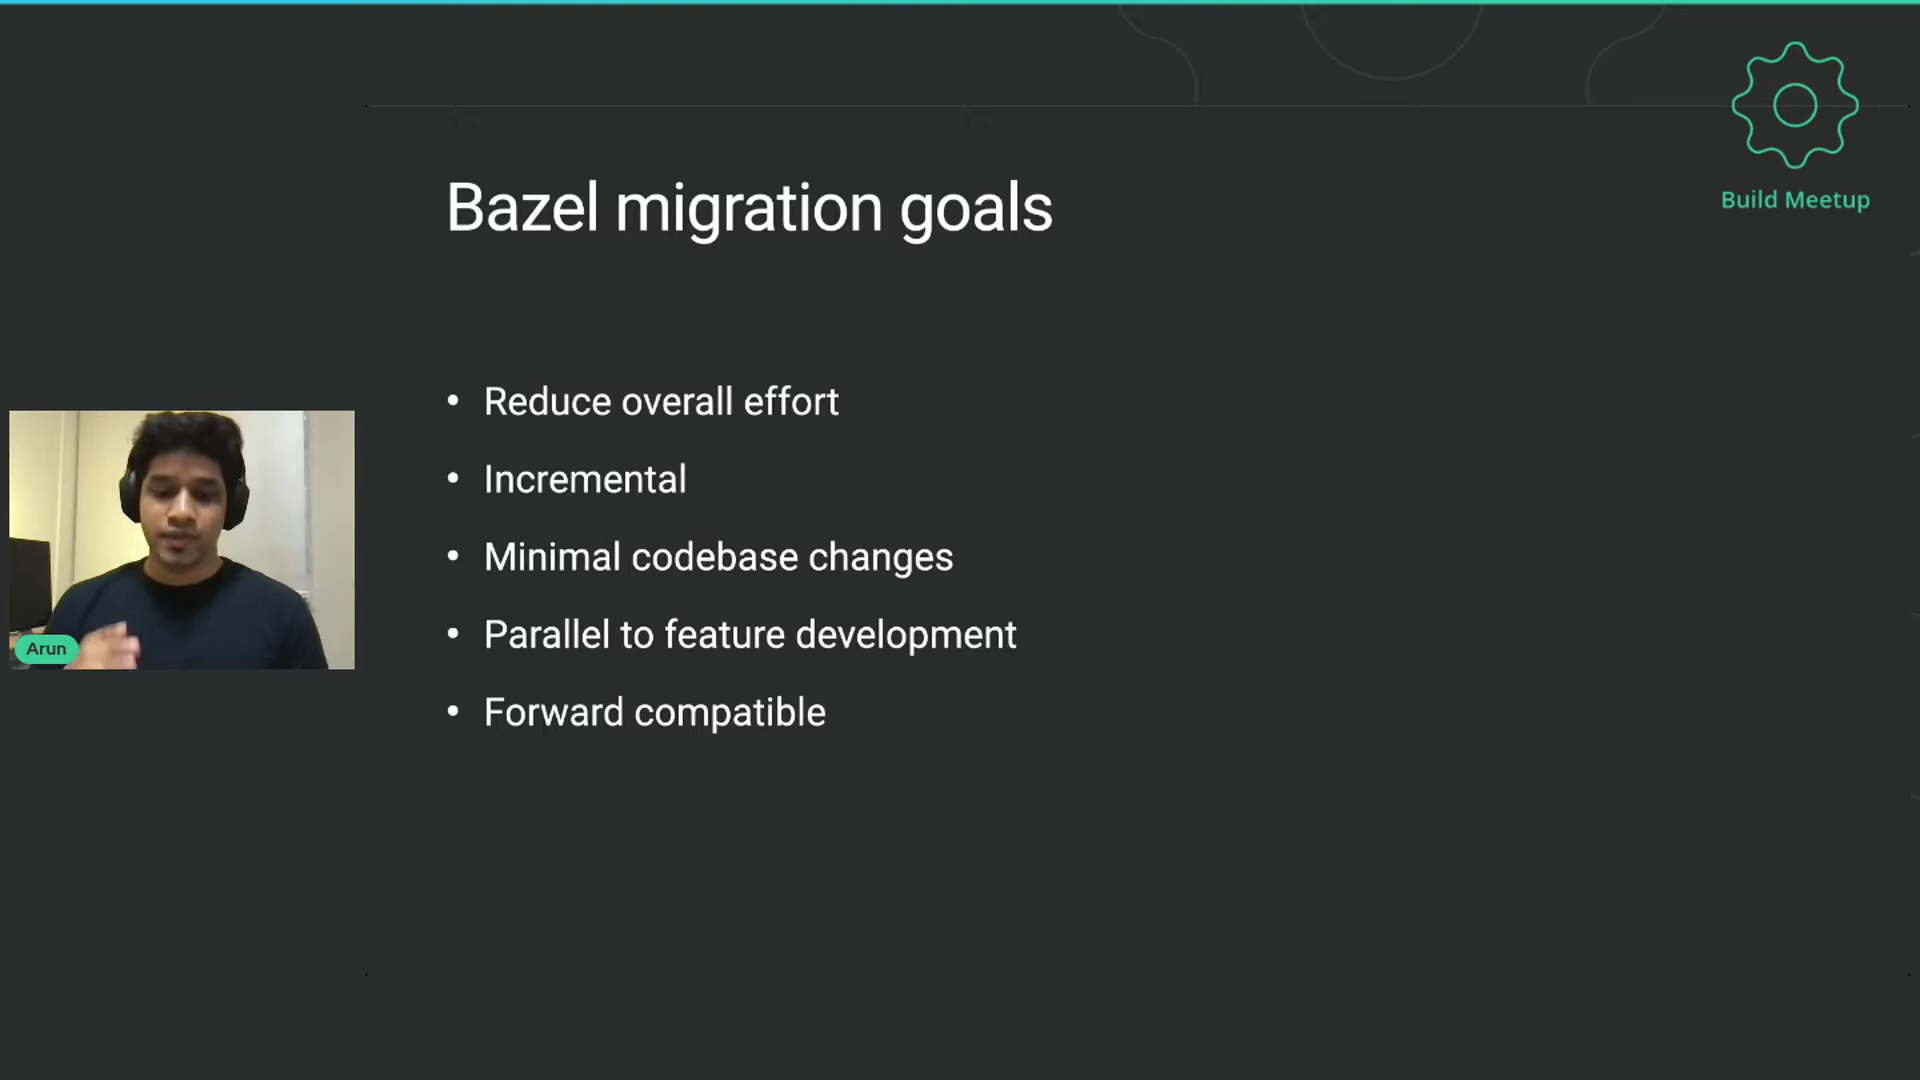 Build Meetup
Bazel migration goals
• Reduce overall effort
• Incremental
• Minimal codebase changes
• Parallel to feature development
• Forward compatible
Arun